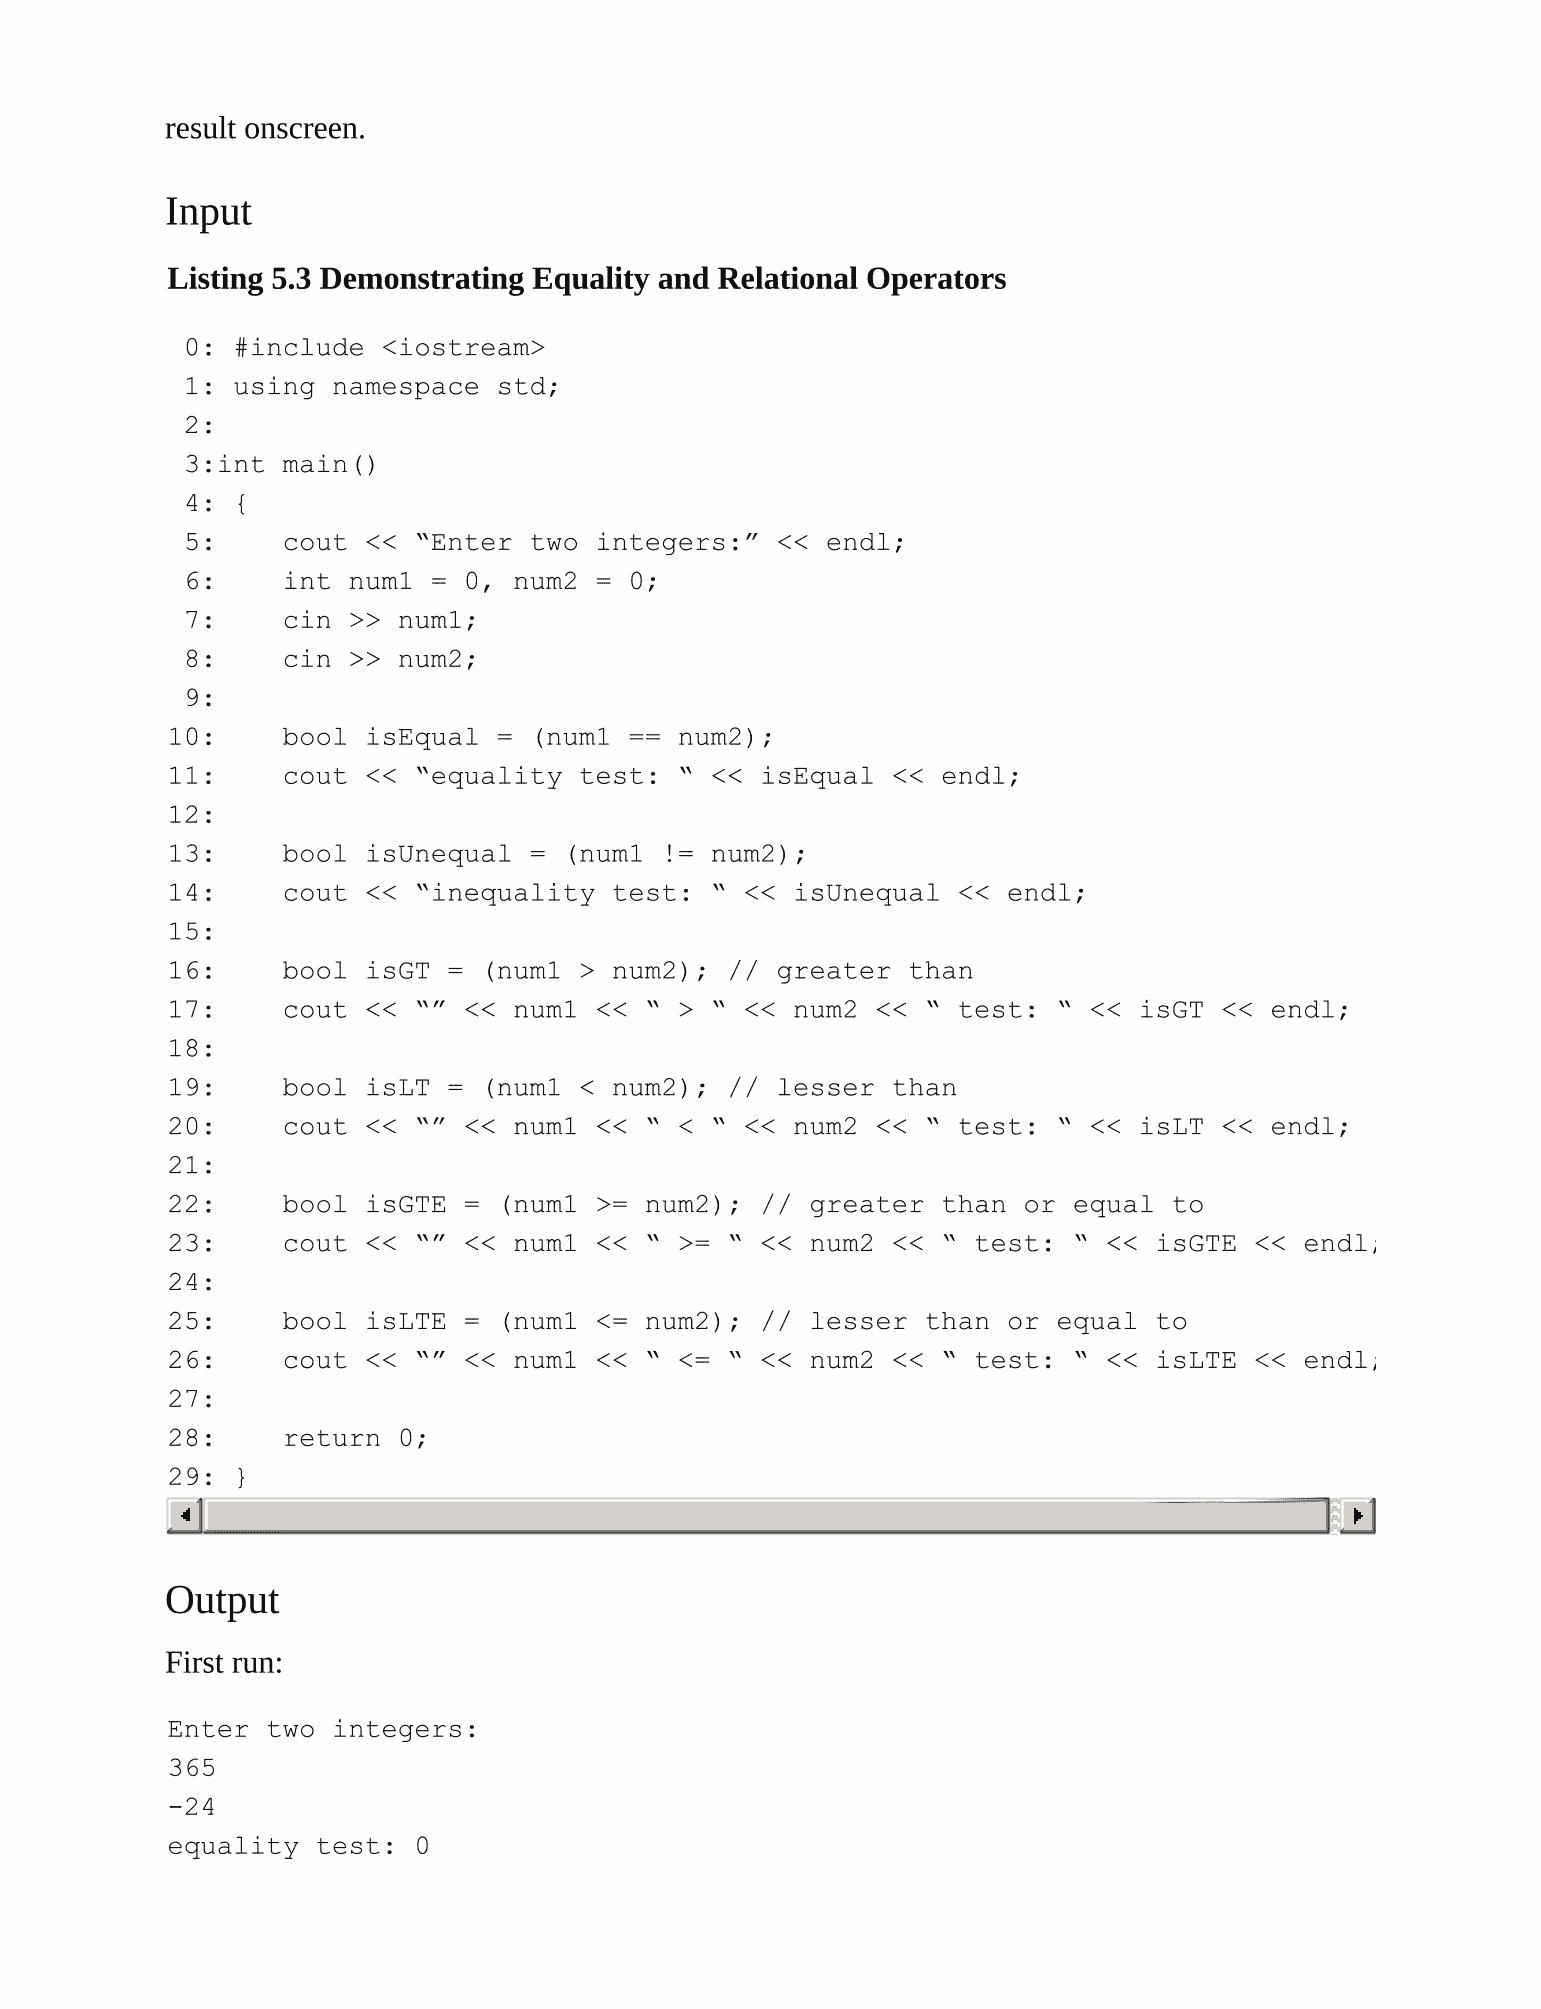 result onscreen.
Input
Listing 5.3 Demonstrating Equality and Relational Operators
0: #include <iostream>
1: using namespace std;
2:
3:int main()
4: {
5:    cout << “Enter two integers:” << endl;
6:    int num1 = 0, num2 = 0;
7:    cin >> num1;
8:    cin >> num2;
9:
10:    bool isEqual = (num1 == num2);
11:    cout << “equality test: “ << isEqual << endl;
12:
13:    bool isUnequal = (num1 != num2);
14:    cout << “inequality test: “ << isUnequal << endl;
15:
16:    bool isGT = (num1 > num2); // greater than
17:    cout << “” << num1 << “ > “ << num2 << “ test: “ << isGT << endl;
18:
19:    bool isLT = (num1 < num2); // lesser than
20:    cout << “” << num1 << “ < “ << num2 << “ test: “ << isLT << endl;
21:
22:    bool isGTE = (num1 >= num2); // greater than or equal to
23:    cout << “” << num1 << “ >= “ << num2 << “ test: “ << isGTE << endl;
24:
25:    bool isLTE = (num1 <= num2); // lesser than or equal to
26:    cout << “” << num1 << “ <= “ << num2 << “ test: “ << isLTE << endl;
27:
28:    return 0;
29: }
Output
First run:
Enter two integers:
365
-24
equality test: 0